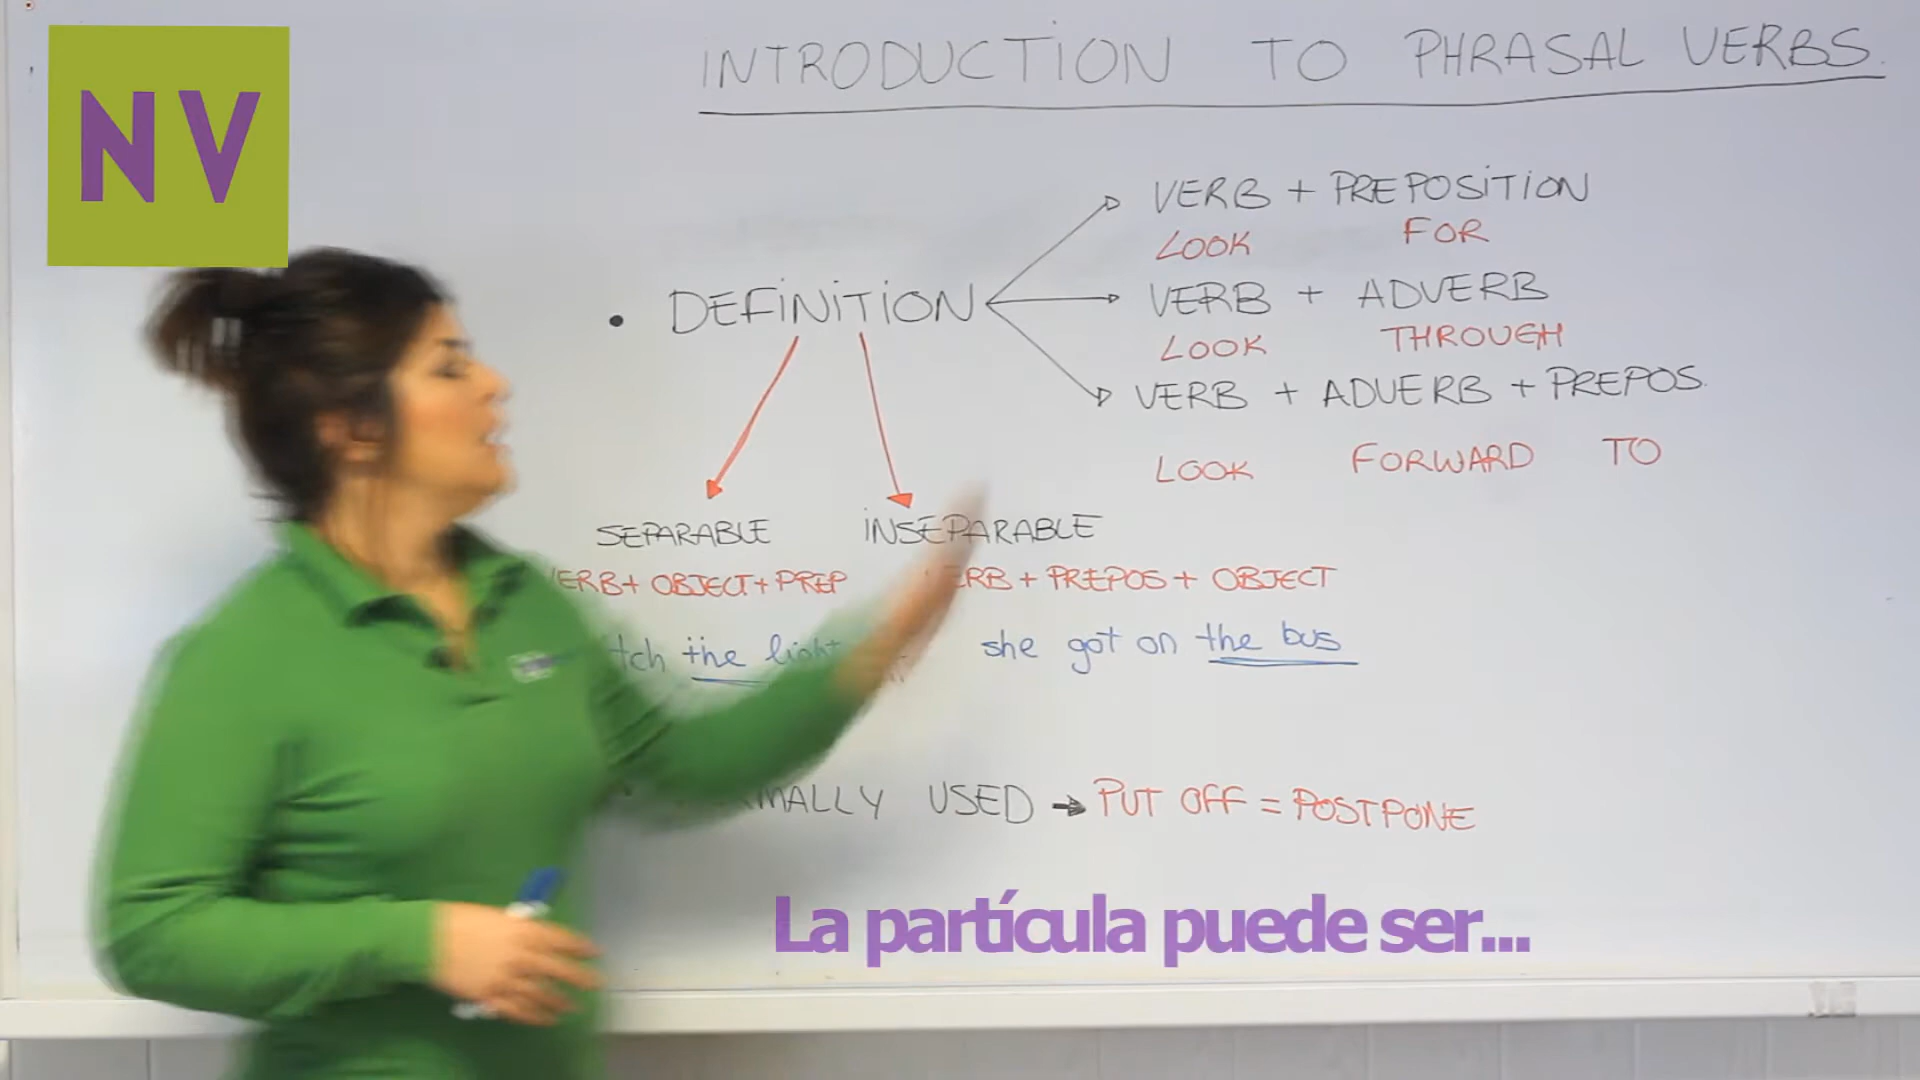 NV
INTRODUCTION TO PHRASAL VERBS.
VERB + PREPOSITION
LOOK FOR
• DEFINITION
VERB + ADVERB
LOOK THROUGH
VERB + ADVERB + PREPOS.
LOOK FORWARD TO
SEPARABLE
INSEPARABLE
+ OBJECT + PREP
+ PREPOS + OBJECT
the light
she got on the bus
USED → PUT OFF = POSTPONE
La partícula puede ser...